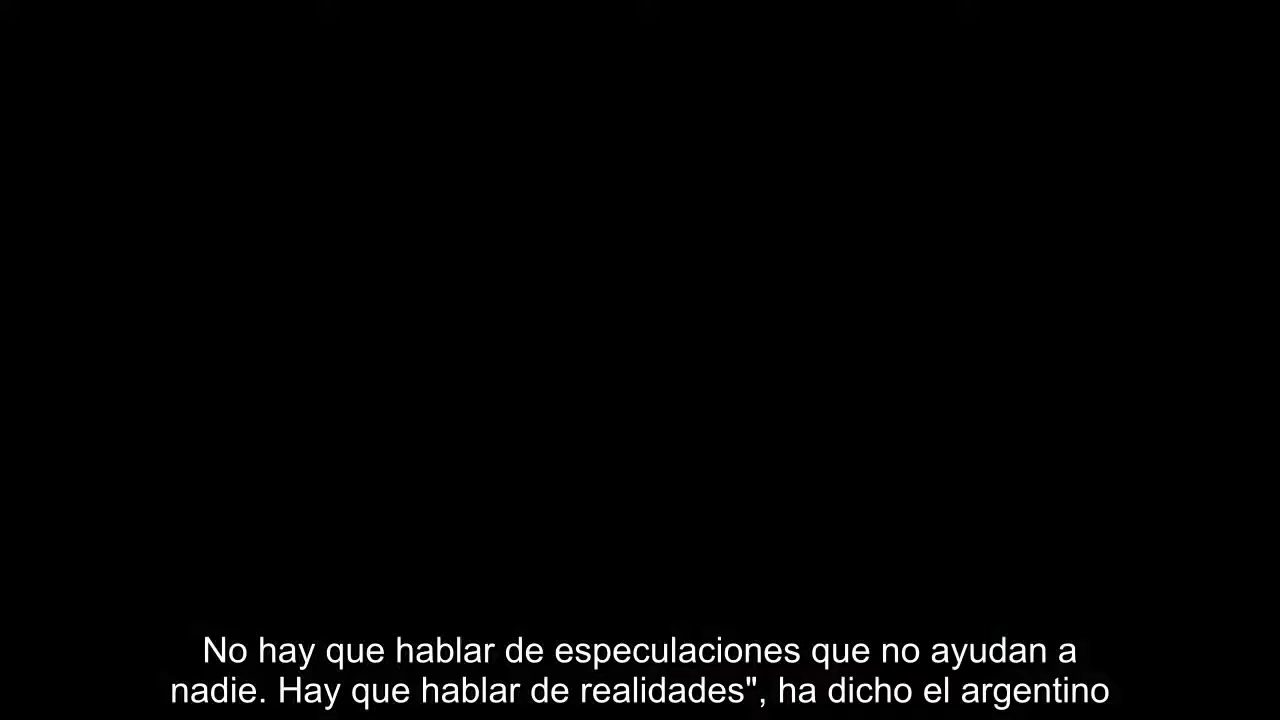 No hay que hablar de especulaciones que no ayudan a
nadie. Hay que hablar de realidades", ha dicho el argentino